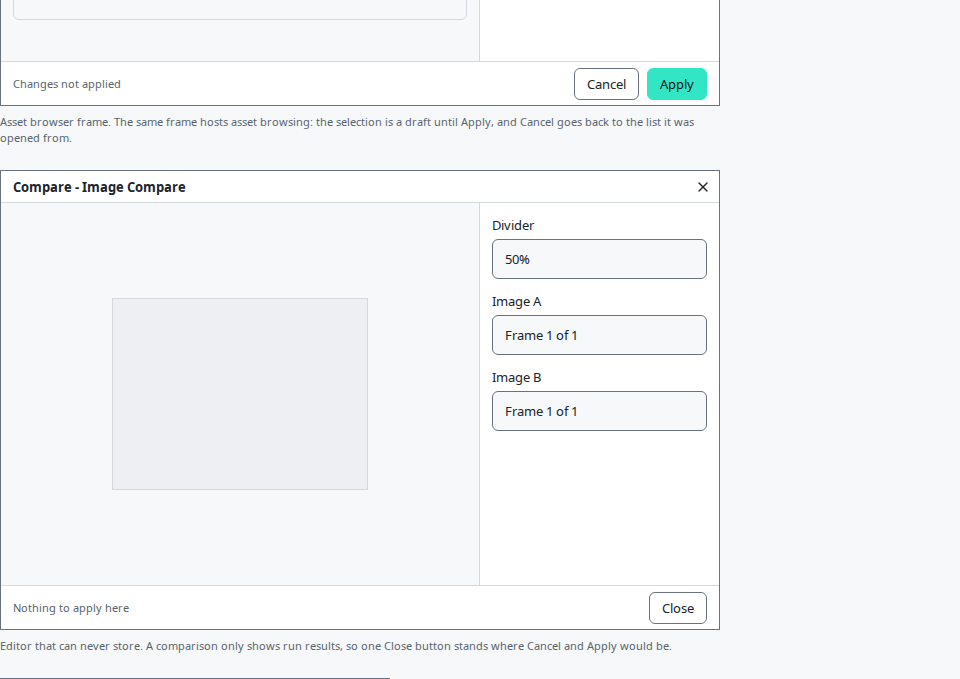 Changes not applied
Cancel
Apply
Asset browser frame. The same frame hosts asset browsing: the selection is a draft until Apply, and Cancel goes back to the list it was
opened from.
Compare - Image Compare
Divider
50%
Image A
Frame 1 of 1
Image B
Frame 1 of 1
Nothing to apply here
Close
Editor that can never store. A comparison only shows run results, so one Close button stands where Cancel and Apply would be.